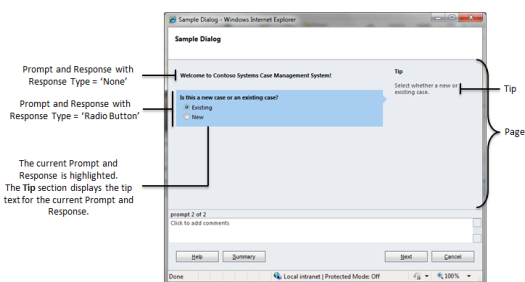 Sample Dialog - Windows Internet Explorer
Sample Dialog
Prompt and Response with
Response Type = 'None'
Welcome to Contoso Systems Case Management System!
Tip
Select whether a new or
existing case.
Tip
Prompt and Response with
Response Type = 'Radio Button'
Is this a new case or an existing case?
Existing
New
Page
The current Prompt and
Response is highlighted.
The Tip section displays the tip
text for the current Prompt and
Response.
prompt 2 of 2
Click to add comments
Help
Summary
Next
Cancel
Done
Local intranet | Protected Mode: Off
100%